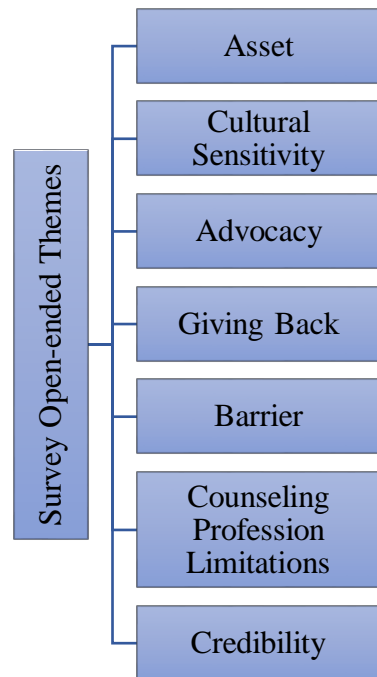 Survey Open-ended Themes
Asset
Cultural
Sensitivity
Advocacy
Giving Back
Barrier
Counseling
Profession
Limitations
Credibility